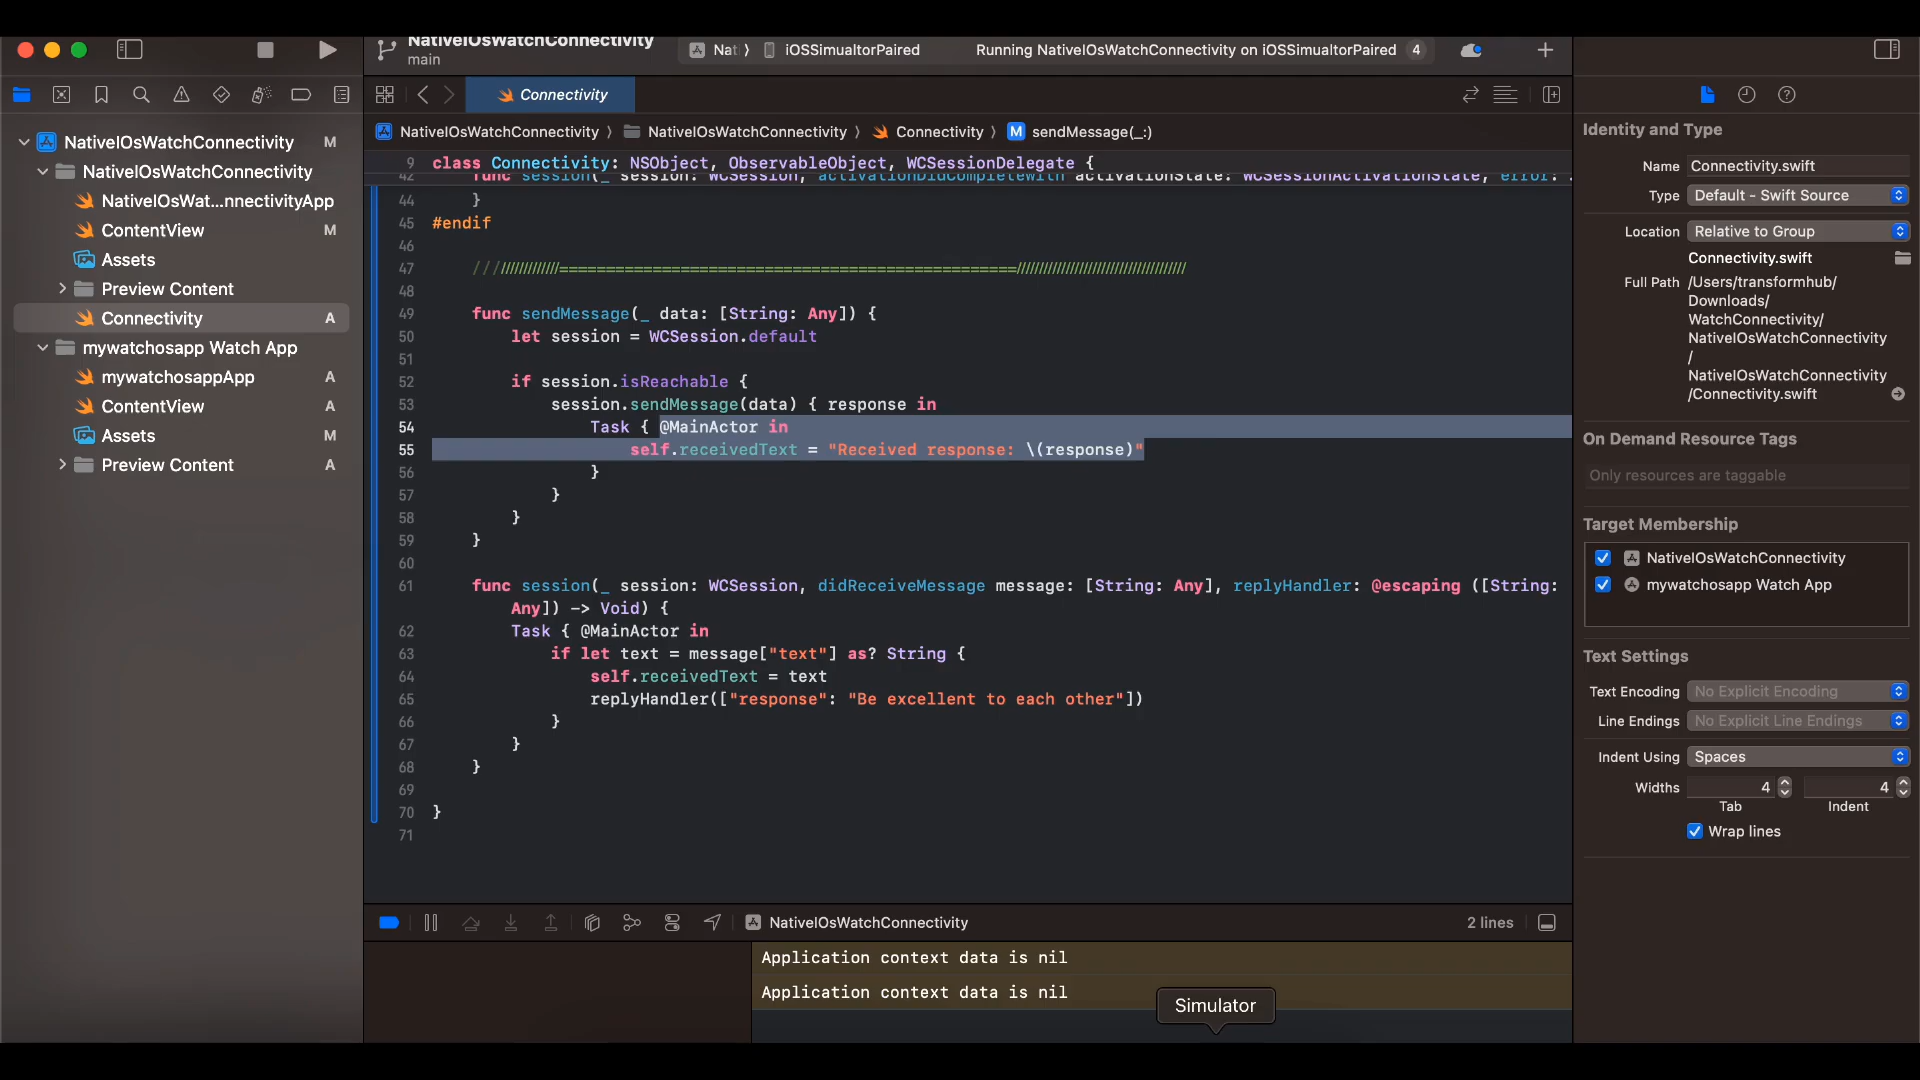 NativeIOsWatchConnectivity
main
Nat
iOSSimualtorPaired
Running NativeIOsWatchConnectivity on iOSSimualtorPaired
4
Connectivity
NativeIOsWatchConnectivity M
NativeIOsWatchConnectivity
NativeIOsWat...nnectivityApp
ContentView M
Assets
Preview Content
Connectivity A
mywatchosapp Watch App
mywatchosappApp A
ContentView A
Assets M
Preview Content
NativeIOsWatchConnectivity 〉 NativeIOsWatchConnectivity 〉 Connectivity 〉 M sendMessage(_:)
9 class Connectivity: NSObject, ObservableObject, WCSessionDelegate {
42 func session(_ session: WCSession, activationDidCompleteWith activationState: WCSessionActivationState, error:
44 }
45 #endif
46
47 ///////////////================================================///////////////////////////////////////
48
49 func sendMessage(_ data: [String: Any]) {
50 let session = WCSession.default
51
52 if session.isReachable {
53 session.sendMessage(data) { response in
54 Task { @MainActor in
55 self.receivedText = "Received response: \(response)"
56 }
57 }
58 }
59 }
60
61 func session(_ session: WCSession, didReceiveMessage message: [String: Any], replyHandler: @escaping ([String:
Any]) -> Void) {
62 Task { @MainActor in
63 if let text = message["text"] as? String {
64 self.receivedText = text
65 replyHandler(["response": "Be excellent to each other"])
66 }
67 }
68 }
69
70 }
71
NativeIOsWatchConnectivity
2 lines
Application context data is nil
Application context data is nil
Simulator
Identity and Type
Name Connectivity.swift
Type Default - Swift Source
Location Relative to Group
Connectivity.swift
Full Path /Users/transformhub/
Downloads/
WatchConnectivity/
NativeIOsWatchConnectivity
/
NativeIOsWatchConnectivity
/Connectivity.swift
On Demand Resource Tags
Only resources are taggable
Target Membership
NativeIOsWatchConnectivity
mywatchosapp Watch App
Text Settings
Text Encoding No Explicit Encoding
Line Endings No Explicit Line Endings
Indent Using Spaces
Widths 4 4
Tab Indent
Wrap lines